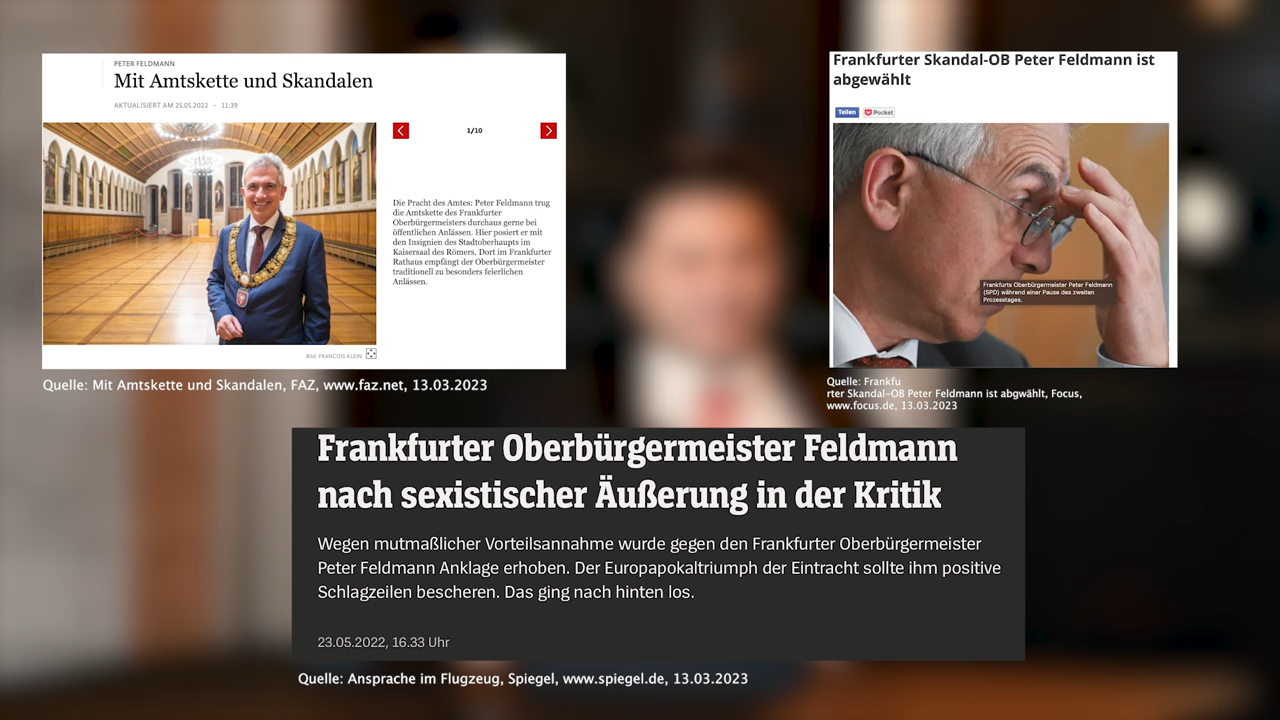 PETER FELDMANN
Mit Amtskette und Skandalen
AKTUALISIERT AM 25.05.2022 - 11:39
1/10
Die Pracht des Amtes: Peter Feldmann trug
die Amtskette des Frankfurter
Oberbürgermeisters durchaus gerne bei
öffentlichen Anlässen. Hier posiert er mit
den Insignien des Stadtoberhaupts im
Kaisersaal des Römers. Dort im Frankfurter
Rathaus empfängt der Oberbürgermeister
traditionell zu besonders feierlichen
Anlässen.
Bild: FRANCOIS KLEIN
Quelle: Mit Amtskette und Skandalen, FAZ, www.faz.net, 13.03.2023
Frankfurter Skandal-OB Peter Feldmann ist
abgewählt
Teilen
Pocket
Frankfurts Oberbürgermeister Peter Feldmann
(SPD) während einer Pause des zweiten
Prozesstages.
Quelle: Frankfu
rter Skandal-OB Peter Feldmann ist abgwählt, Focus,
www.focus.de, 13.03.2023
Frankfurter Oberbürgermeister Feldmann
nach sexistischer Äußerung in der Kritik
Wegen mutmaßlicher Vorteilsannahme wurde gegen den Frankfurter Oberbürgermeister
Peter Feldmann Anklage erhoben. Der Europapokaltriumph der Eintracht sollte ihm positive
Schlagzeilen bescheren. Das ging nach hinten los.
23.05.2022, 16.33 Uhr
Quelle: Ansprache im Flugzeug, Spiegel, www.spiegel.de, 13.03.2023